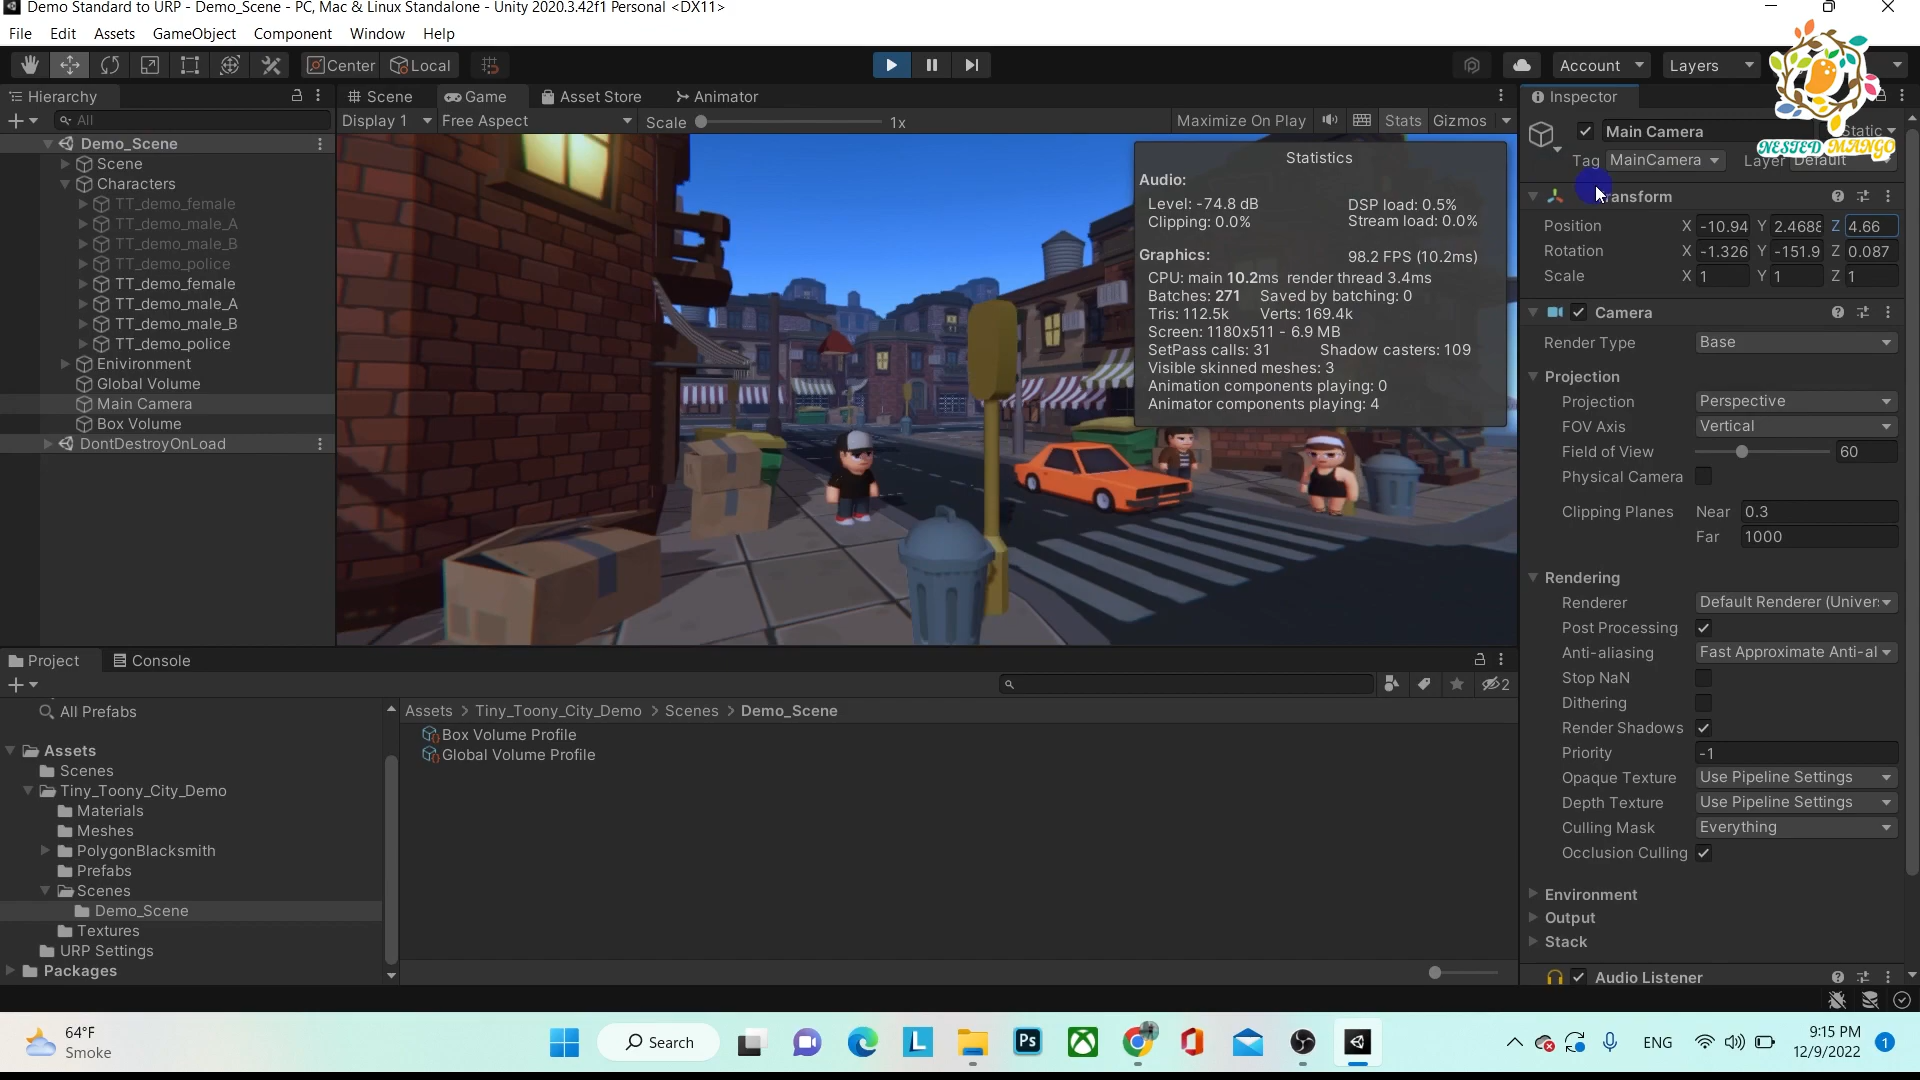 Demo Standard to URP - Demo_Scene - PC, Mac & Linux Standalone - Unity 2020.3.42f1 Personal <DX11>
File Edit Assets GameObject Component Window Help
Center Local
Account Layers
Hierarchy
All
Demo_Scene
Scene
Characters
TT_demo_female
TT_demo_male_A
TT_demo_male_B
TT_demo_police
TT_demo_female
TT_demo_male_A
TT_demo_male_B
TT_demo_police
Enivironment
Global Volume
Main Camera
Box Volume
DontDestroyOnLoad
Scene Game Asset Store Animator
Display 1 Free Aspect Scale 1x Maximize On Play Stats Gizmos
Statistics
Audio:
Level: -74.8 dB DSP load: 0.5%
Clipping: 0.0% Stream load: 0.0%
Graphics: 98.2 FPS (10.2ms)
CPU: main 10.2ms render thread 3.4ms
Batches: 271 Saved by batching: 0
Tris: 112.5k Verts: 169.4k
Screen: 1180x511 - 6.9 MB
SetPass calls: 31 Shadow casters: 109
Visible skinned meshes: 3
Animation components playing: 0
Animator components playing: 4
Inspector
Main Camera Static
NESTED MANGO
Tag MainCamera Layer Default
Transform
Position X -10.94 Y 2.4688 Z 4.66
Rotation X -1.326 Y -151.9 Z 0.087
Scale X 1 Y 1 Z 1
Camera
Render Type Base
Projection
Projection Perspective
FOV Axis Vertical
Field of View 60
Physical Camera
Clipping Planes Near 0.3
Far 1000
Rendering
Renderer Default Renderer (Univer:
Post Processing
Anti-aliasing Fast Approximate Anti-al
Stop NaN
Dithering
Render Shadows
Priority -1
Opaque Texture Use Pipeline Settings
Depth Texture Use Pipeline Settings
Culling Mask Everything
Occlusion Culling
Environment
Output
Stack
Audio Listener
Project Console
2
All Prefabs
Assets
Scenes
Tiny_Toony_City_Demo
Materials
Meshes
PolygonBlacksmith
Prefabs
Scenes
Demo_Scene
Textures
URP Settings
Packages
Assets > Tiny_Toony_City_Demo > Scenes > Demo_Scene
Box Volume Profile
Global Volume Profile
64°F
Smoke
Search
L
Ps
ENG
9:15 PM
12/9/2022
1